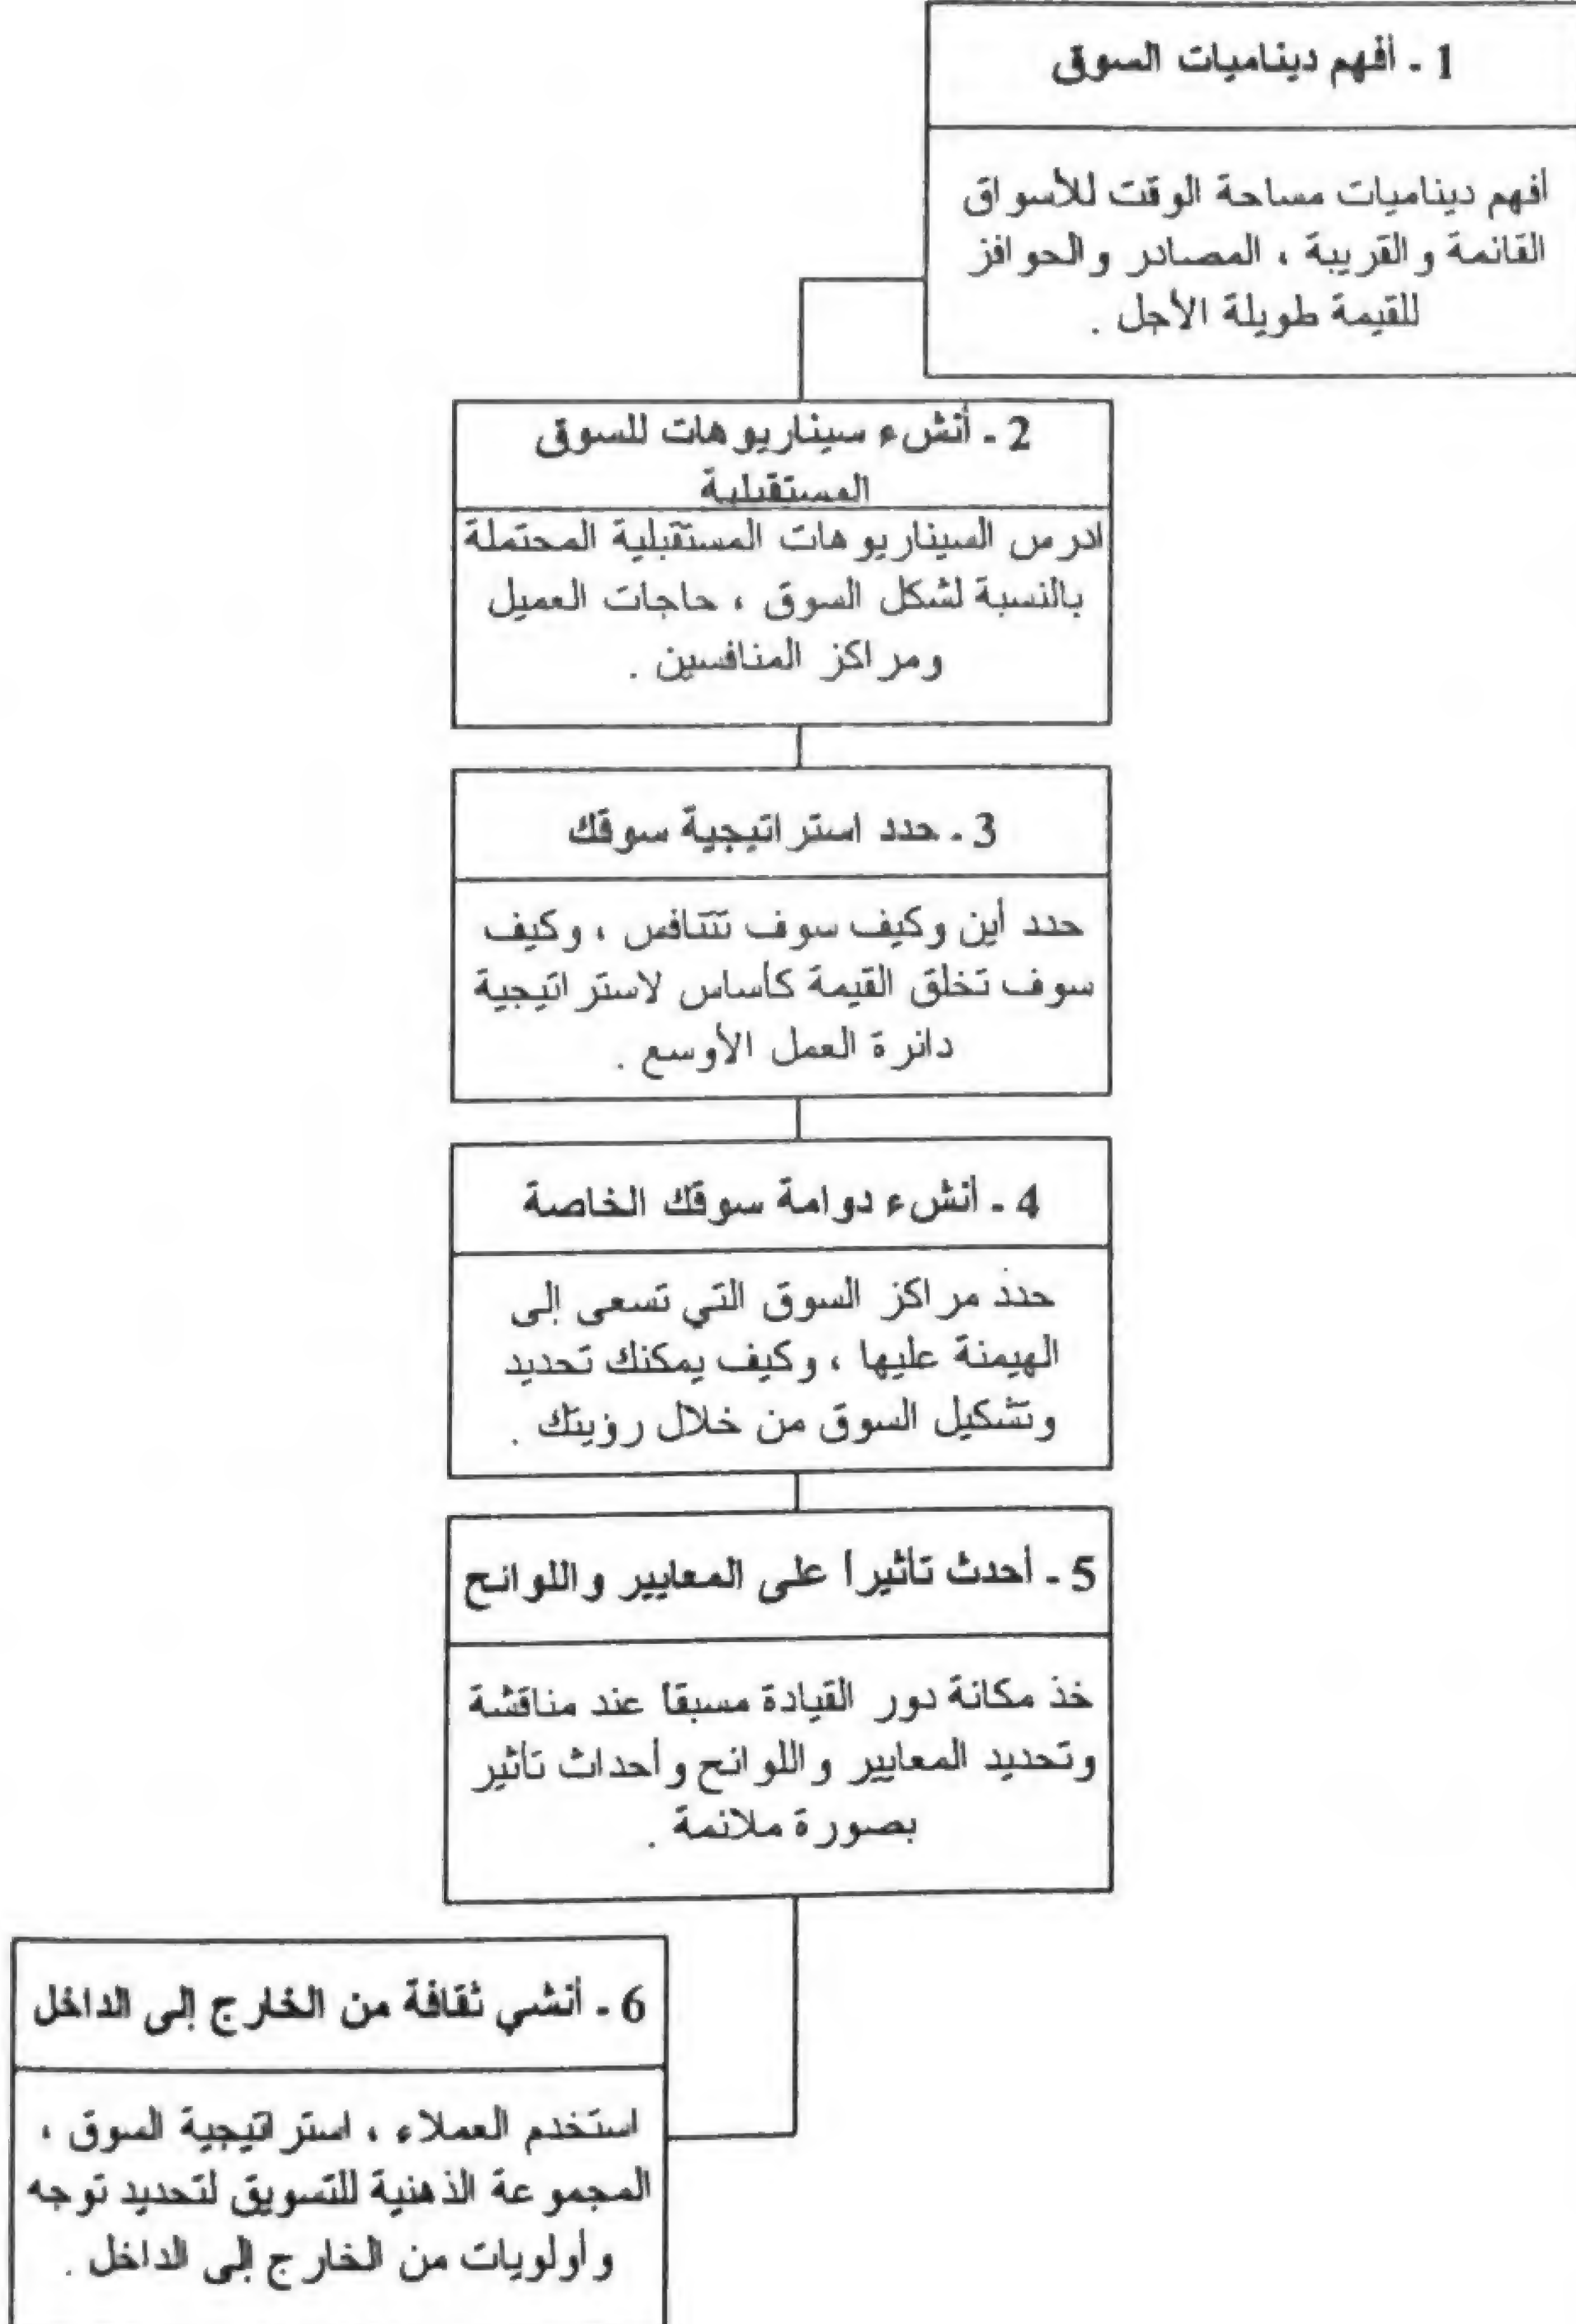 1 - أفهم ديناميات السوق
أفهم ديناميات مساحة الوقت للأسواق
القائمة والقريبة ، المصادر والحوافز
للقيمة طويلة الأجل .
2 - أنشء سيناريوهات للسوق
المستقبلية
ادرس السيناريوهات المستقبلية المحتملة
بالنسبة لشكل السوق ، حاجات العميل
ومراكز المنافسين .
3 - حدد استراتيجية سوقك
حدد أين وكيف سوف تتنافس ، وكيف
سوف تخلق القيمة كأساس لاستراتيجية
دائرة العمل الأوسع .
4 - أنشء دوامة سوقك الخاصة
حدد مراكز السوق التي تسعى إلى
الهيمنة عليها ، وكيف يمكنك تحديد
وتشكيل السوق من خلال رؤيتك .
5 - أحدث تأثيرا على المعايير واللوائح
خذ مكانة دور القيادة مسبقا عند مناقشة
وتحديد المعايير واللوائح وأحداث تأثير
بصورة ملائمة .
6 - أنشي ثقافة من الخارج إلى الداخل
استخدم العملاء ، استراتيجية السوق ،
المجموعة الذهنية للتسويق لتحديد توجه
وأولويات من الخارج إلى الداخل .